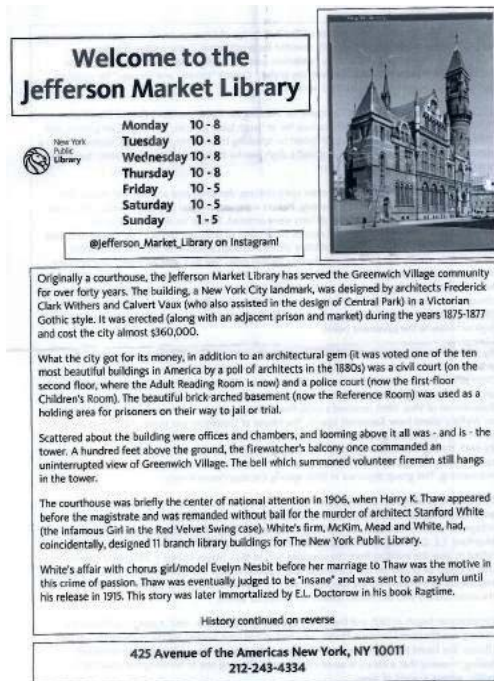 Welcome to the
Jefferson Market Library
New York
Public
Library
Monday 10 - 8
Tuesday 10 - 8
Wednesday 10 - 8
Thursday 10 - 8
Friday 10 - 5
Saturday 10 - 5
Sunday 1 - 5
@Jefferson_Market_Library on Instagram!
Originally a courthouse, the Jefferson Market Library has served the Greenwich Village community
for over forty years. The building, a New York City landmark, was designed by architects Frederick
Clark Withers and Calvert Vaux (who also assisted in the design of Central Park) in a Victorian
Gothic style. It was erected (along with an adjacent prison and market) during the years 1875-1877
and cost the city almost $360,000.
What the city got for its money, in addition to an architectural gem (it was voted one of the ten
most beautiful buildings in America by a poll of architects in the 1880s) was a civil court (on the
second floor, where the Adult Reading Room is now) and a police court (now the first-floor
Children's Room). The beautiful brick-arched basement (now the Reference Room) was used as a
holding area for prisoners on their way to jail or trial.
Scattered about the building were offices and chambers, and looming above it all was - and is - the
tower. A hundred feet above the ground, the firewatcher's balcony once commanded an
uninterrupted view of Greenwich Village. The bell which summoned volunteer firemen still hangs
in the tower.
The courthouse was briefly the center of national attention in 1906, when Harry K. Thaw appeared
before the magistrate and was remanded without bail for the murder of architect Stanford White
(the infamous Girl in the Red Velvet Swing case). White's firm, McKim, Mead and White, had,
coincidentally, designed 11 branch library buildings for The New York Public Library.
White's affair with chorus girl/model Evelyn Nesbit before her marriage to Thaw was the motive in
this crime of passion. Thaw was eventually judged to be "insane" and was sent to an asylum until
his release in 1915. This story was later immortalized by E.L. Doctorow in his book Ragtime.
History continued on reverse
425 Avenue of the Americas New York, NY 10011
212-243-4334